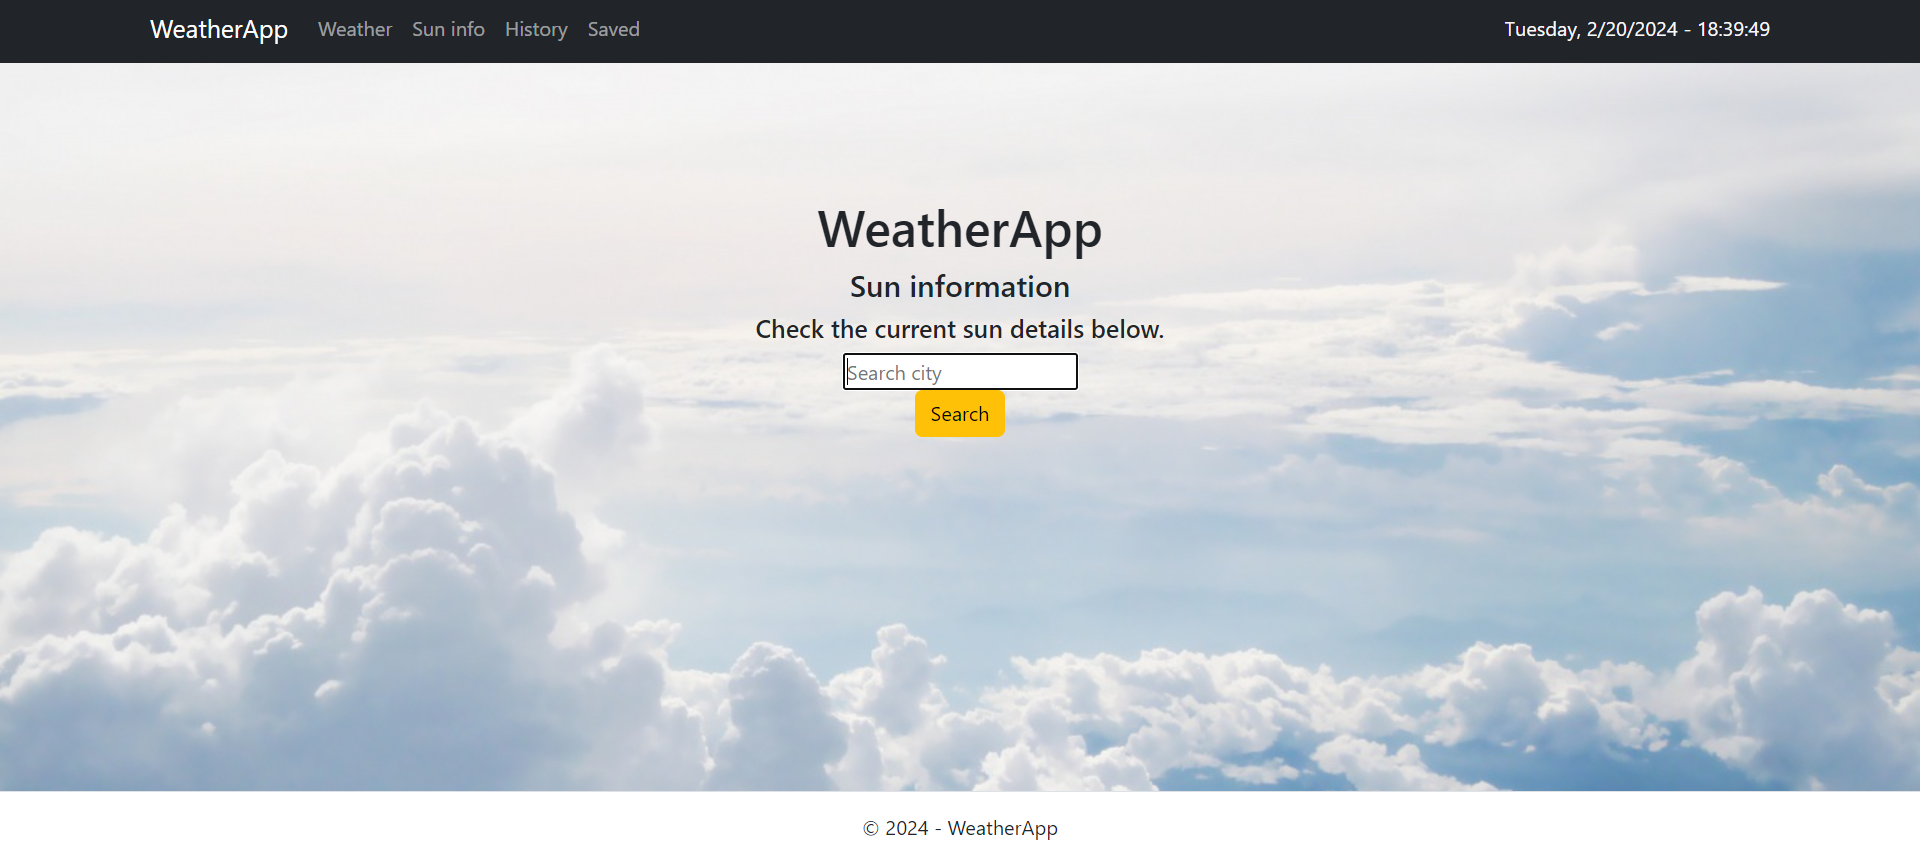 WeatherApp Weather Sun info History Saved Tuesday, 2/20/2024 - 18:39:49
WeatherApp
Sun information
Check the current sun details below.
Search city
Search
© 2024 - WeatherApp